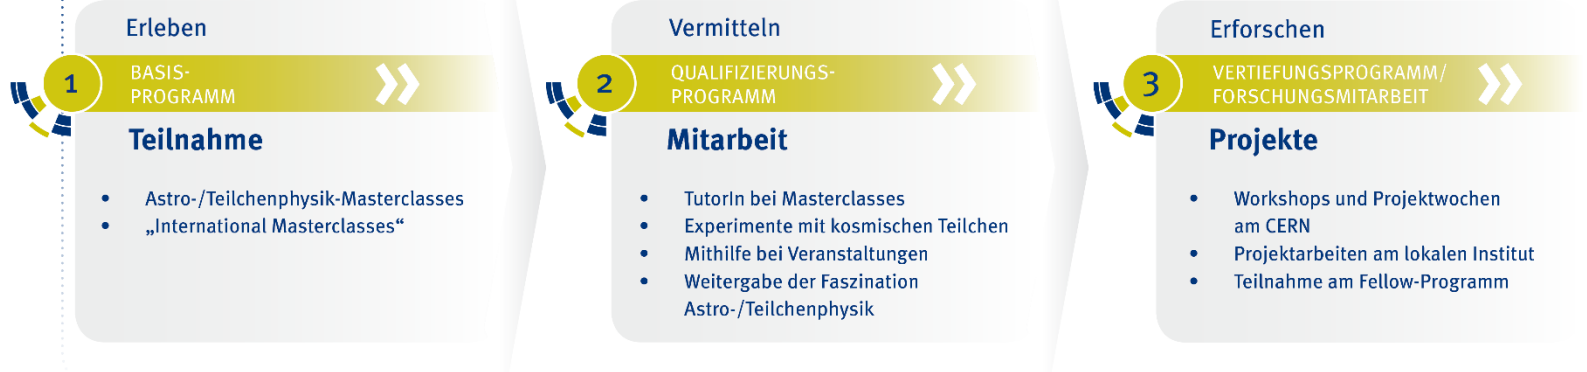 Erleben
1
BASIS-
PROGRAMM
Teilnahme
• Astro-/Teilchenphysik-Masterclasses
• „International Masterclasses“
Vermitteln
2
QUALIFIZIERUNGS-
PROGRAMM
Mitarbeit
• TutorIn bei Masterclasses
• Experimente mit kosmischen Teilchen
• Mithilfe bei Veranstaltungen
• Weitergabe der Faszination
Astro-/Teilchenphysik
Erforschen
3
VERTIEFUNGSPROGRAMM/
FORSCHUNGSMITARBEIT
Projekte
• Workshops und Projektwochen
am CERN
• Projektarbeiten am lokalen Institut
• Teilnahme am Fellow-Programm